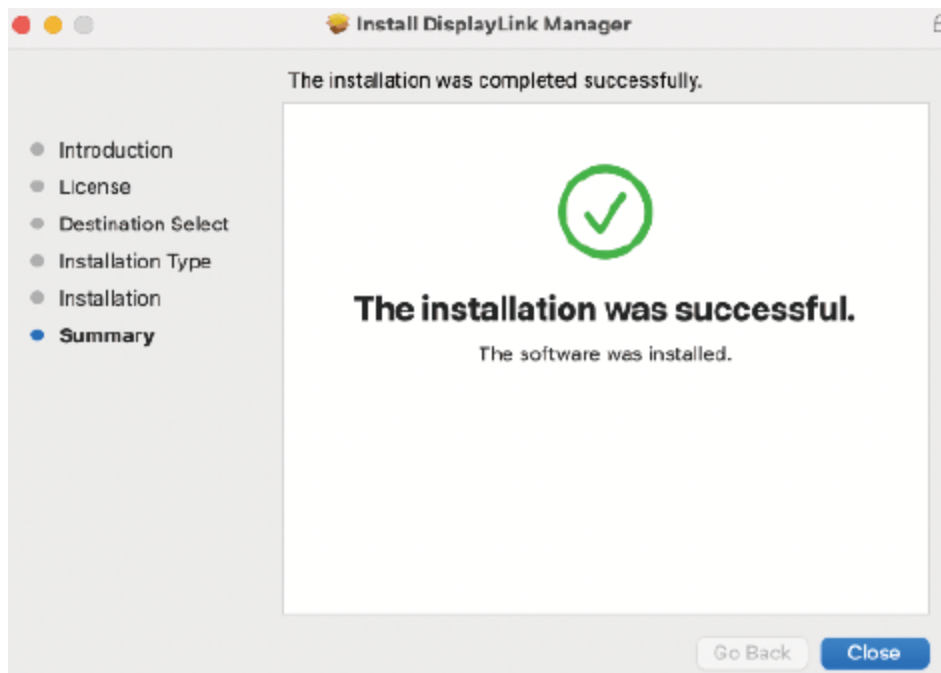 Install DisplayLink Manager
The installation was completed successfully.
Introduction
License
Destination Select
Installation Type
Installation
Summary
The installation was successful.
The software was installed.
Go Back
Close